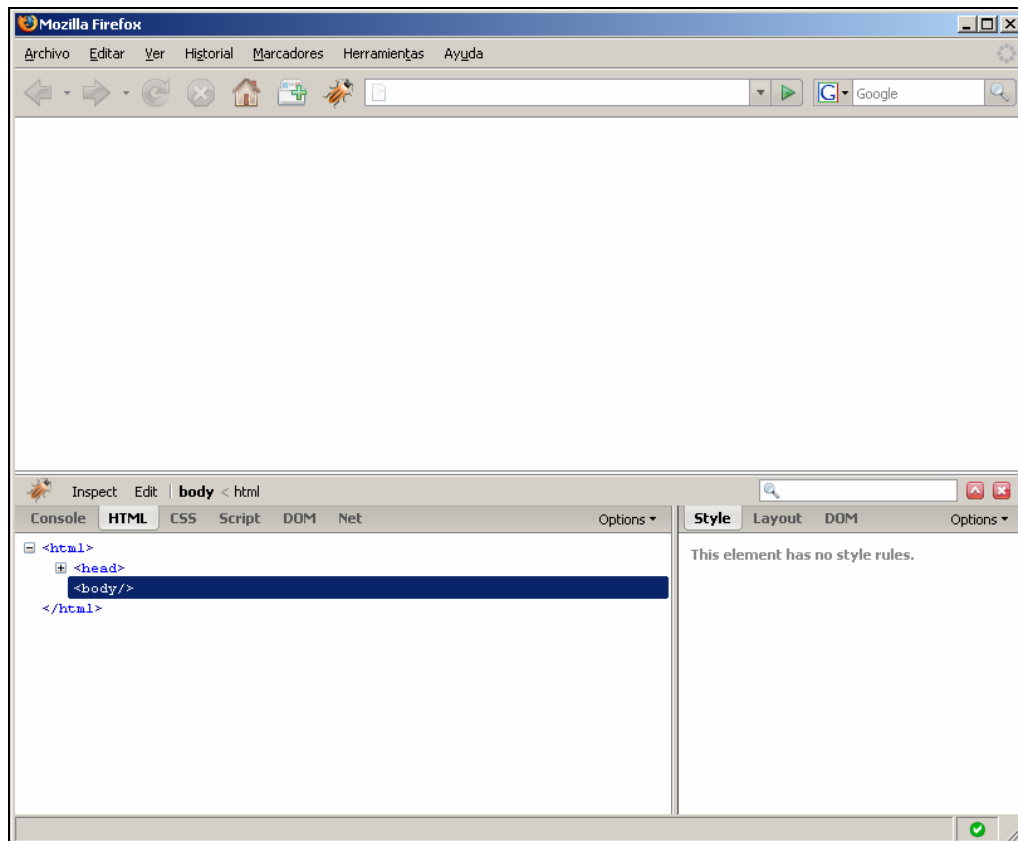 Mozilla Firefox
Archivo Editar Ver Historial Marcadores Herramientas Ayuda
G Google
Inspect Edit | body < html
Console HTML CSS Script DOM Net Options
Style Layout DOM Options
<html>
<head>
<body/>
</html>
This element has no style rules.